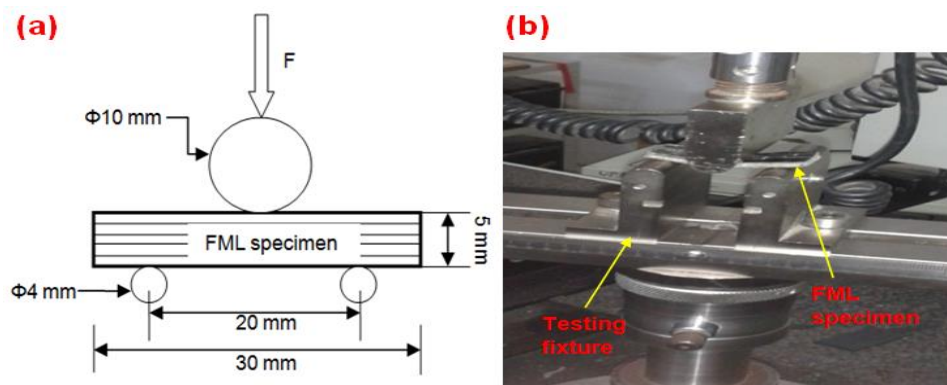 (a)
F
Φ10 mm
FML specimen
5 mm
Φ4 mm
20 mm
30 mm
(b)
Testing
fixture
FML
specimen